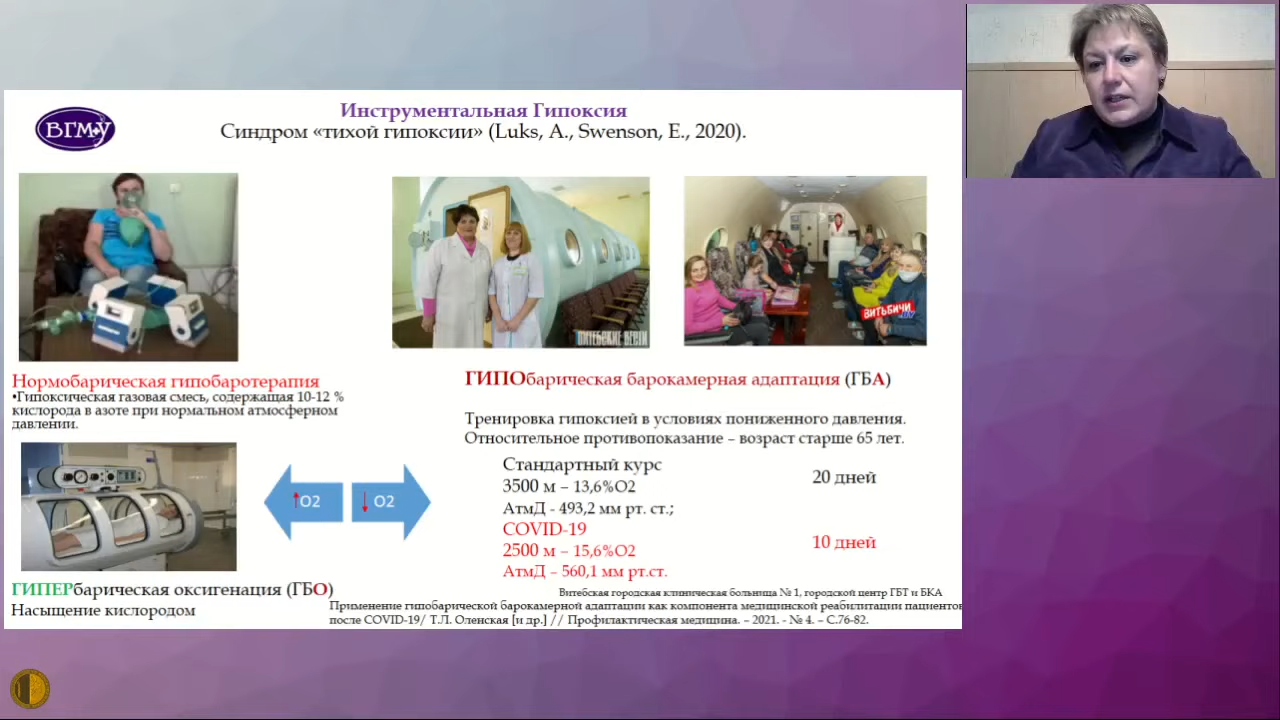 ВГМУ
Инструментальная Гипоксия
Синдром «тихой гипоксии» (Luks, A., Swenson, E., 2020).
ВИТЕБСКИЕ ВЕСТИ
ВИТЬБИЧИ
Нормобарическая гипобаротерапия
•Гипоксическая газовая смесь, содержащая 10-12 %
кислорода в азоте при нормальном атмосферном
давлении.
ГИПОбарическая барокамерная адаптация (ГБА)
Тренировка гипоксией в условиях пониженного давления.
Относительное противопоказание – возраст старше 65 лет.
Стандартный курс
3500 м – 13,6%О2
20 дней
АтмД - 493,2 мм рт. ст.;
COVID-19
2500 м – 15,6%О2
10 дней
АтмД – 560,1 мм рт.ст.
↑О2
↓ О2
ГИПЕРбарическая оксигенация (ГБО)
Насыщение кислородом
Витебская городская клиническая больница № 1, городской центр ГБТ и БКА
Применение гипобарической барокамерной адаптации как компонента медицинской реабилитации пациентов
после COVID-19/ Т.Л. Оленская [и др.] // Профилактическая медицина. – 2021. - № 4. – С.76-82.